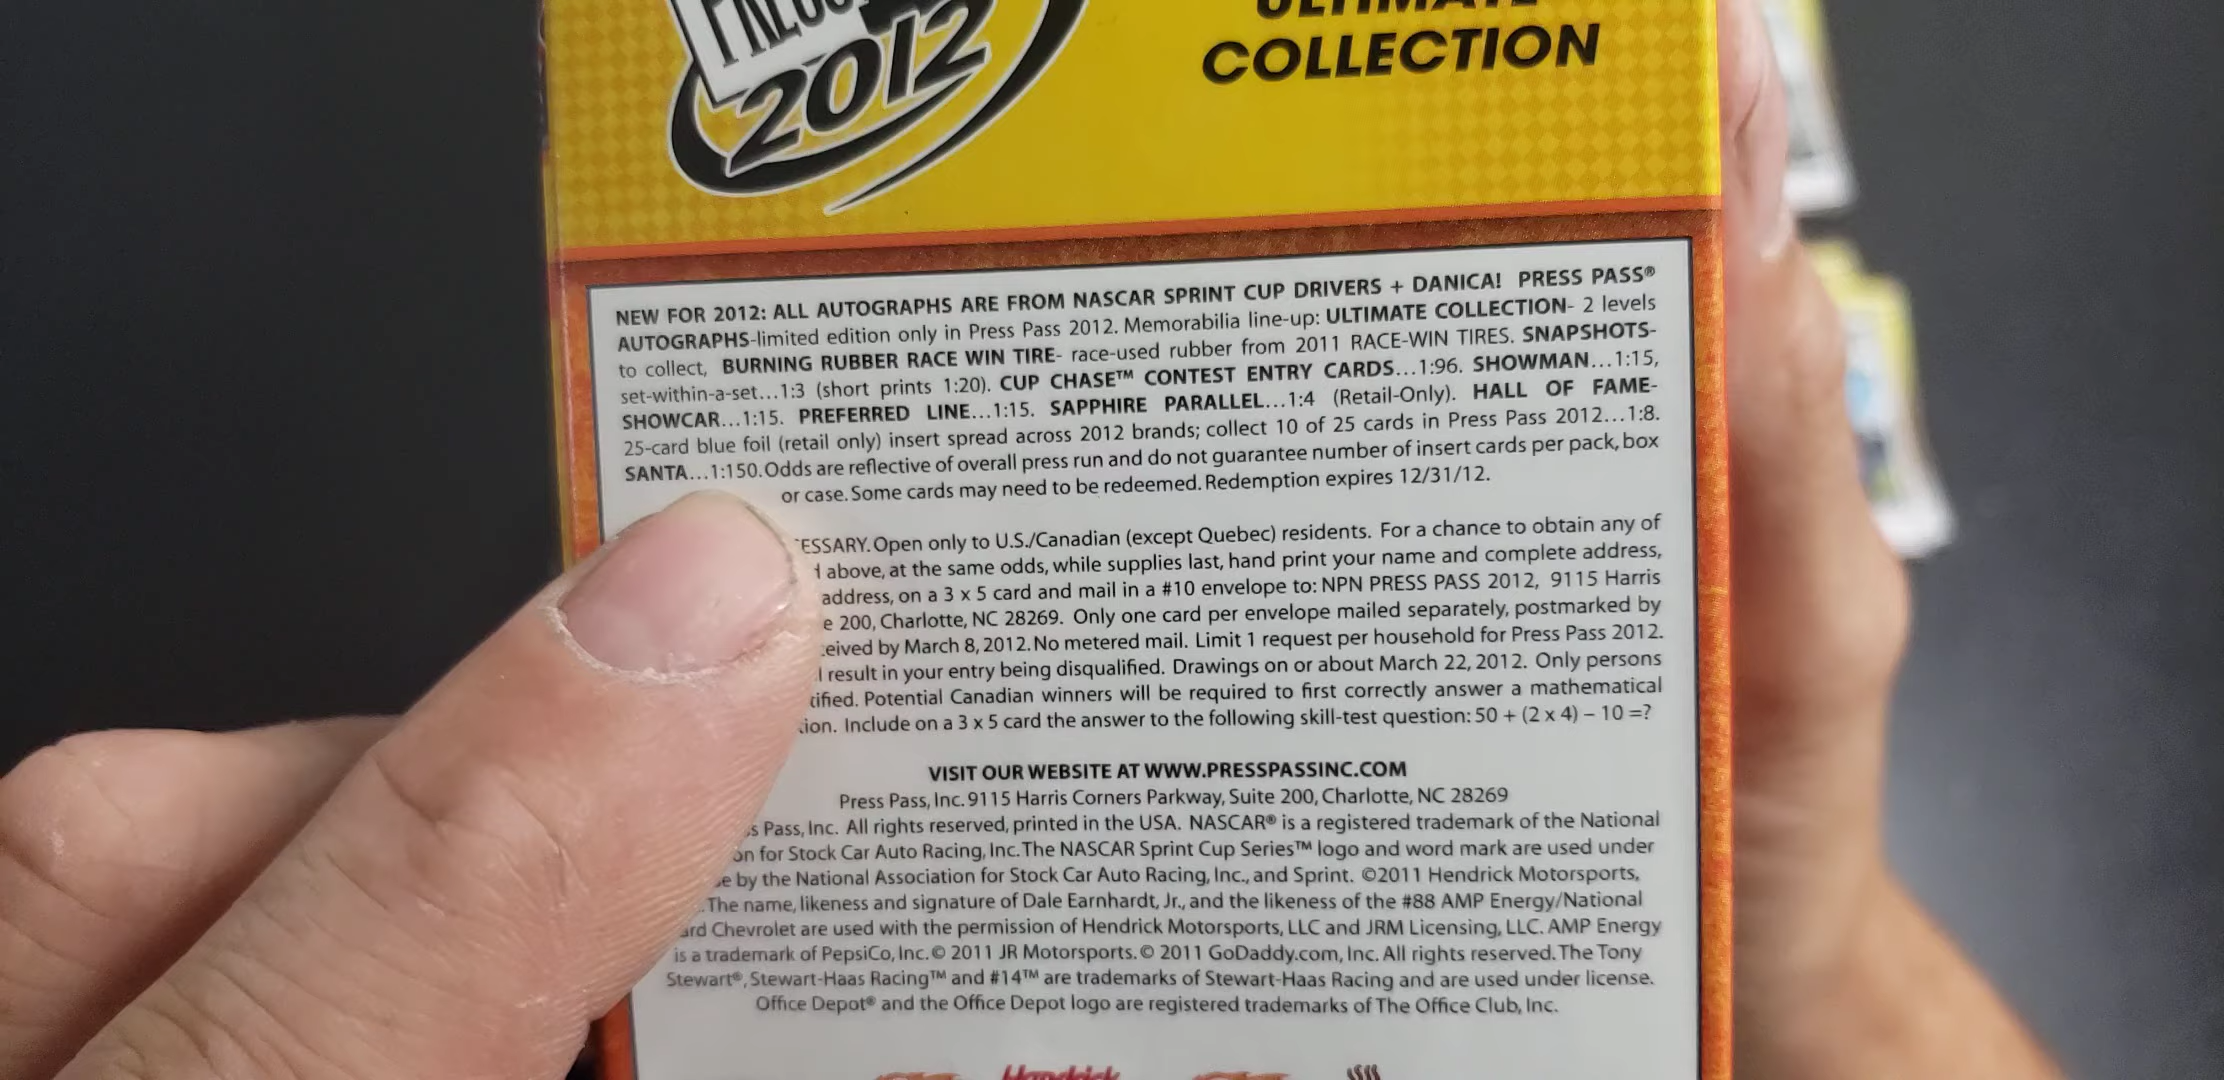 2012
ULTIMATE
COLLECTION
NEW FOR 2012: ALL AUTOGRAPHS ARE FROM NASCAR SPRINT CUP DRIVERS + DANICA! PRESS PASS®
AUTOGRAPHS-limited edition only in Press Pass 2012. Memorabilia line-up: ULTIMATE COLLECTION- 2 levels
to collect, BURNING RUBBER RACE WIN TIRE- race-used rubber from 2011 RACE-WIN TIRES. SNAPSHOTS-
set-within-a-set...1:3 (short prints 1:20). CUP CHASE™ CONTEST ENTRY CARDS...1:96. SHOWMAN...1:15,
SHOWCAR...1:15. PREFERRED LINE...1:15. SAPPHIRE PARALLEL...1:4 (Retail-Only). HALL OF FAME-
25-card blue foil (retail only) insert spread across 2012 brands; collect 10 of 25 cards in Press Pass 2012...1:8.
SANTA...1:150. Odds are reflective of overall press run and do not guarantee number of insert cards per pack, box
or case. Some cards may need to be redeemed. Redemption expires 12/31/12.
ESSARY. Open only to U.S./Canadian (except Quebec) residents. For a chance to obtain any of
above, at the same odds, while supplies last, hand print your name and complete address,
address, on a 3 x 5 card and mail in a #10 envelope to: NPN PRESS PASS 2012, 9115 Harris
e 200, Charlotte, NC 28269. Only one card per envelope mailed separately, postmarked by
eived by March 8, 2012. No metered mail. Limit 1 request per household for Press Pass 2012.
l result in your entry being disqualified. Drawings on or about March 22, 2012. Only persons
tified. Potential Canadian winners will be required to first correctly answer a mathematical
ion. Include on a 3 x 5 card the answer to the following skill-test question: 50 + (2 x 4) – 10 =?
VISIT OUR WEBSITE AT WWW.PRESSPASSINC.COM
Press Pass, Inc. 9115 Harris Corners Parkway, Suite 200, Charlotte, NC 28269
s Pass, Inc. All rights reserved, printed in the USA. NASCAR® is a registered trademark of the National
on for Stock Car Auto Racing, Inc. The NASCAR Sprint Cup Series™ logo and word mark are used under
e by the National Association for Stock Car Auto Racing, Inc., and Sprint. ©2011 Hendrick Motorsports,
. The name, likeness and signature of Dale Earnhardt, Jr., and the likeness of the #88 AMP Energy/National
ard Chevrolet are used with the permission of Hendrick Motorsports, LLC and JRM Licensing, LLC. AMP Energy
is a trademark of PepsiCo, Inc. © 2011 JR Motorsports. © 2011 GoDaddy.com, Inc. All rights reserved. The Tony
Stewart®, Stewart-Haas Racing™ and #14™ are trademarks of Stewart-Haas Racing and are used under license.
Office Depot® and the Office Depot logo are registered trademarks of The Office Club, Inc.
Hendrick